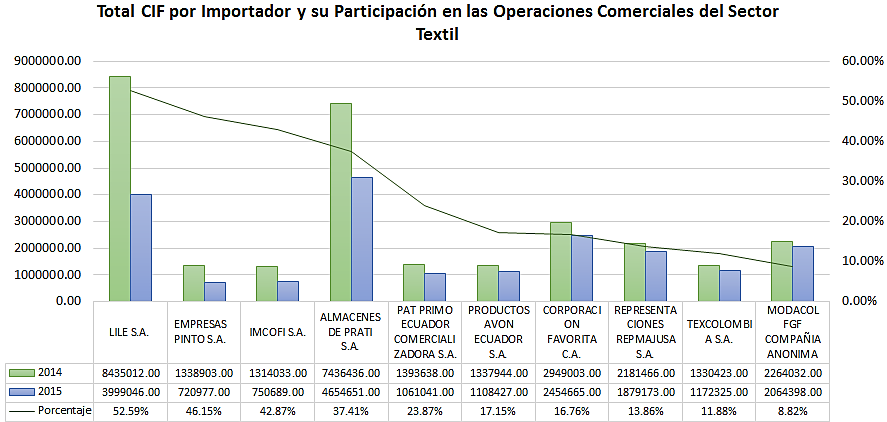 Total CIF por Importador y su Participación en las Operaciones Comerciales del Sector
Textil
9000000.00
8000000.00
7000000.00
6000000.00
5000000.00
4000000.00
3000000.00
2000000.00
1000000.00
0.00
60.00%
50.00%
40.00%
30.00%
20.00%
10.00%
0.00%
LILE S.A.
EMPRESAS
PINTO S.A.
IMCOFI S.A.
ALMACENES
DE PRATI
S.A.
PAT PRIMO
ECUADOR
COMERCIALI
ZADORA S.A.
PRODUCTOS
AVON
ECUADOR
S.A.
CORPORACI
ON
FAVORITA
C.A.
REPRESENTA
CIONES
REPMAJUSA
S.A.
TEXCOLOMBI
A S.A.
MODACOL
FGF
COMPAÑIA
ANONIMA
2014 8435012.00 1338903.00 1314033.00 7436436.00 1393638.00 1337944.00 2949003.00 2181466.00 1330423.00 2264032.00
2015 3999046.00 720977.00 750689.00 4654651.00 1061041.00 1108427.00 2454665.00 1879173.00 1172325.00 2064398.00
Porcentaje 52.59% 46.15% 42.87% 37.41% 23.87% 17.15% 16.76% 13.86% 11.88% 8.82%